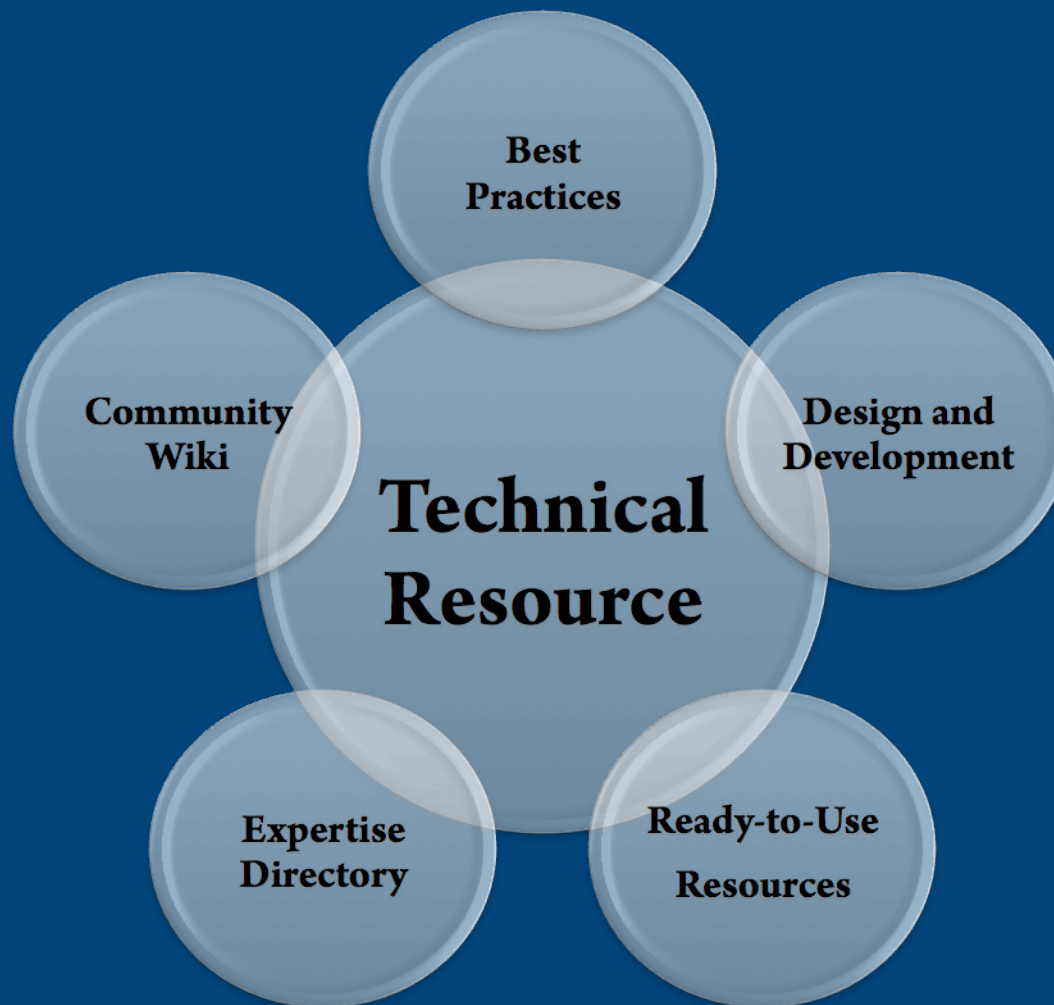 Best
Practices
Community
Wiki
Design and
Development
Technical
Resource
Expertise
Directory
Ready-to-Use
Resources